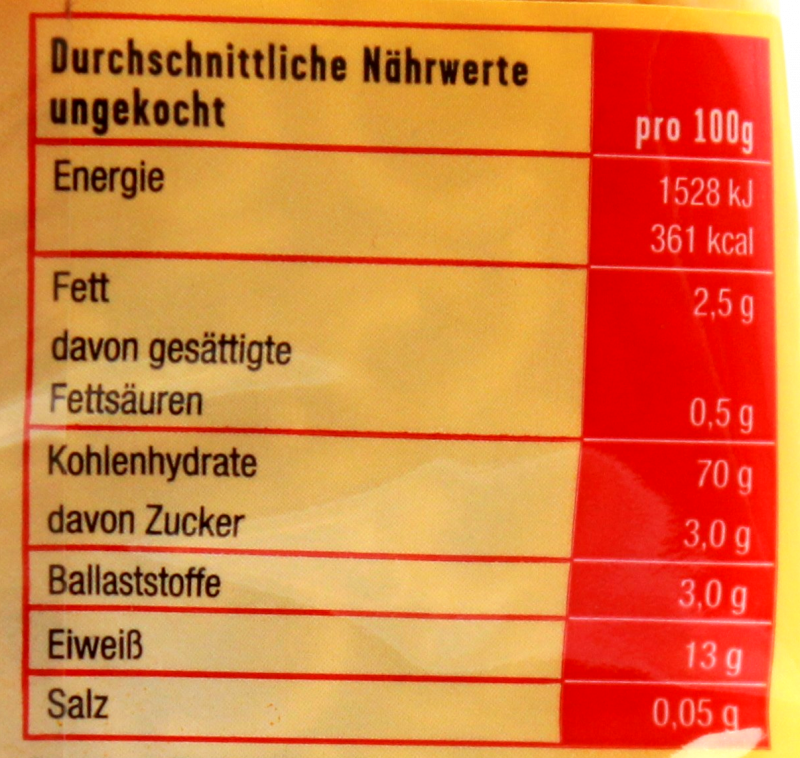 Durchschnittliche Nährwerte
ungekocht pro 100g
Energie 1528 kJ
361 kcal
Fett 2,5 g
davon gesättigte
Fettsäuren 0,5 g
Kohlenhydrate 70 g
davon Zucker 3,0 g
Ballaststoffe 3,0 g
Eiweiß 13 g
Salz 0,05 g